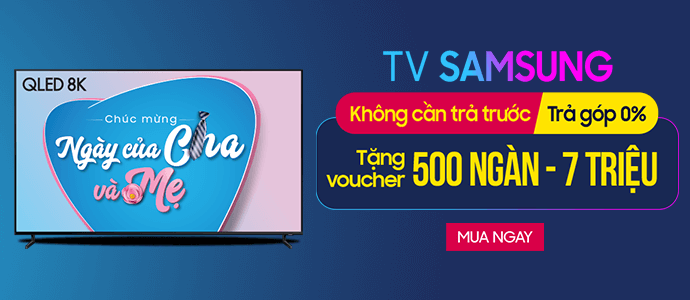 QLED 8K
Chúc mừng
Ngày của Cha
và Mẹ
TV SAMSUNG
Không cần trả trước Trả góp 0%
Tặng
voucher 500 NGÀN - 7 TRIỆU
MUA NGAY